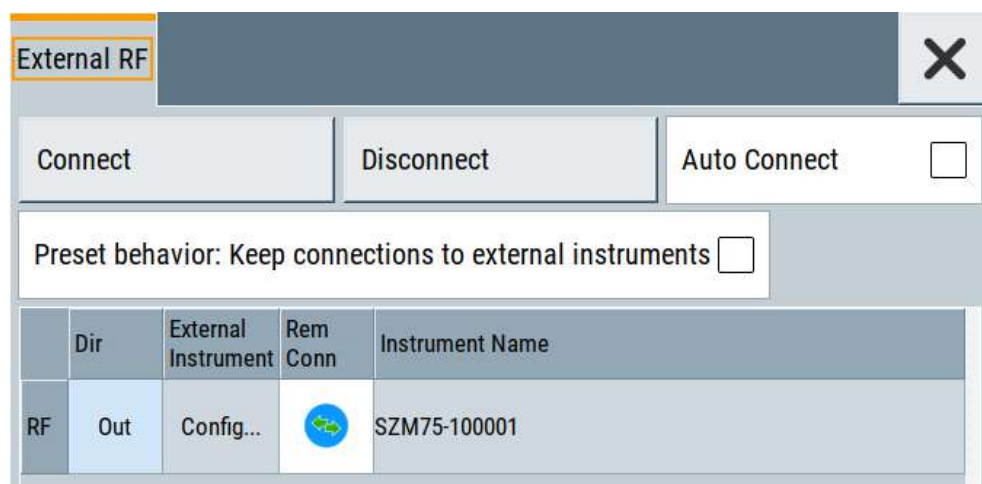 External RF
Connect
Disconnect
Auto Connect
Preset behavior: Keep connections to external instruments
Dir
External
Instrument
Rem
Conn
Instrument Name
RF
Out
Config...
SZM75-100001